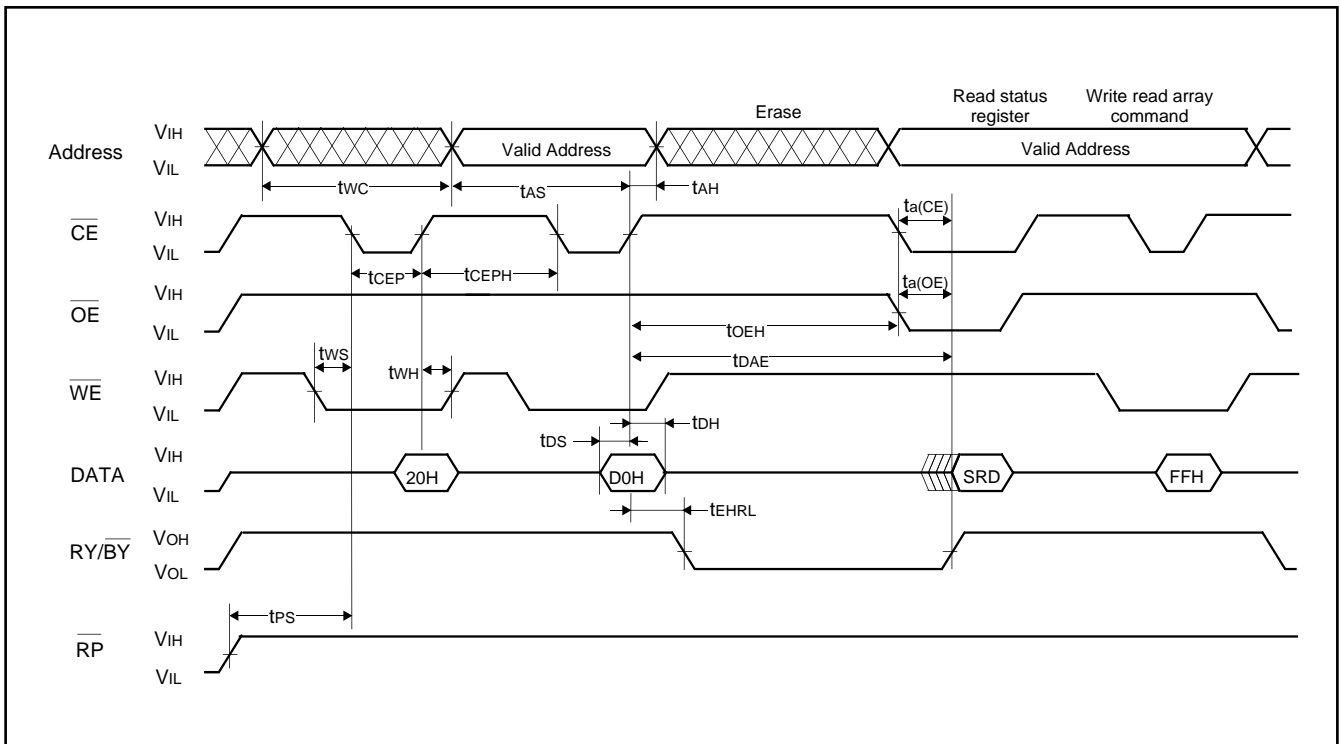 Erase
Read status
register
Write read array
command
Address
VIH
VIL
Valid Address
Valid Address
tWC
tAS
tAH
CE
VIH
VIL
ta(CE)
tCEP
tCEPH
OE
VIH
VIL
ta(OE)
tOEH
tWS
tWH
tDAE
WE
VIH
VIL
tDS
tDH
DATA
VIH
VIL
20H
D0H
SRD
FFH
tEHRL
RY/BY
VOH
VOL
tPS
RP
VIH
VIL